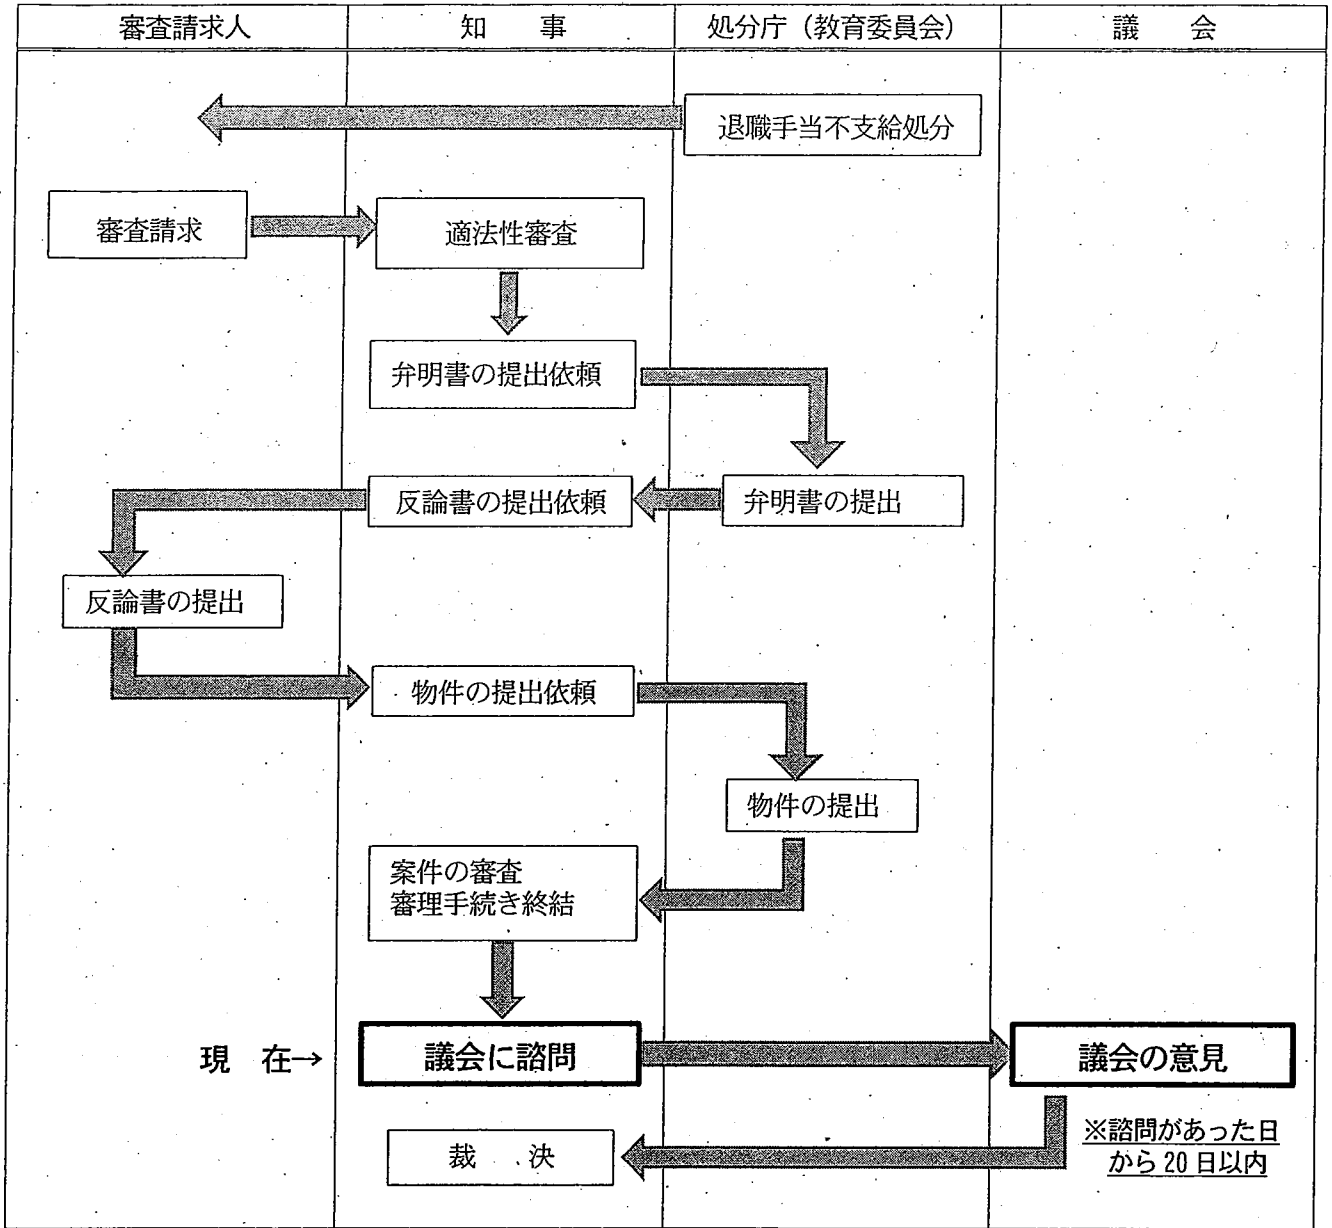 審査請求人
知　事
処分庁（教育委員会）
議　会
退職手当不支給処分
審査請求
適法性審査
弁明書の提出依頼
反論書の提出依頼
弁明書の提出
反論書の提出
物件の提出依頼
物件の提出
案件の審査
審理手続き終結
現　在→
議会に諮問
議会の意見
裁　決
※諮問があった日
から20日以内